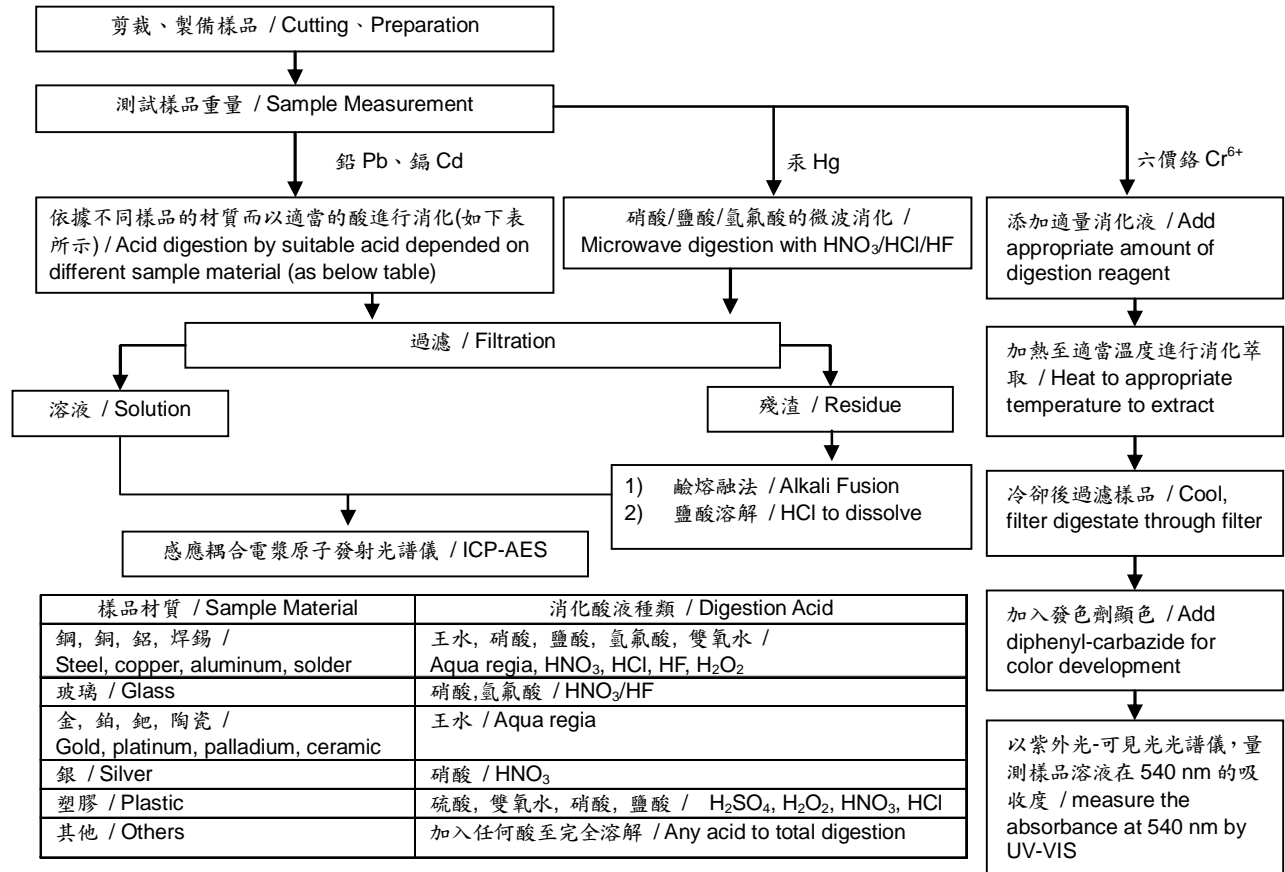 剪裁、製備樣品 / Cutting、Preparation
測試樣品重量 / Sample Measurement
鉛 Pb、鎘 Cd
汞 Hg
六價鉻 Cr⁶⁺
依據不同樣品的材質而以適當的酸進行消化(如下表
所示) / Acid digestion by suitable acid depended on
different sample material (as below table)
硝酸/鹽酸/氫氟酸的微波消化 /
Microwave digestion with HNO₃/HCl/HF
添加適量消化液 / Add
appropriate amount of
digestion reagent
過濾 / Filtration
加熱至適當溫度進行消化萃
取 / Heat to appropriate
temperature to extract
溶液 / Solution
殘渣 / Residue
1) 鹼熔融法 / Alkali Fusion
2) 鹽酸溶解 / HCl to dissolve
冷卻後過濾樣品 / Cool,
filter digestate through filter
感應耦合電漿原子發射光譜儀 / ICP-AES
加入發色劑顯色 / Add
diphenyl-carbazide for
color development
以紫外光-可見光光譜儀，量
測樣品溶液在 540 nm 的吸
收度 / measure the
absorbance at 540 nm by
UV-VIS
樣品材質 / Sample Material 消化酸液種類 / Digestion Acid
鋼, 銅, 鋁, 焊錫 / 王水, 硝酸, 鹽酸, 氫氟酸, 雙氧水 /
Steel, copper, aluminum, solder Aqua regia, HNO₃, HCl, HF, H₂O₂
玻璃 / Glass 硝酸,氫氟酸 / HNO₃/HF
金, 鉑, 鈀, 陶瓷 / 王水 / Aqua regia
Gold, platinum, palladium, ceramic
銀 / Silver 硝酸 / HNO₃
塑膠 / Plastic 硫酸, 雙氧水, 硝酸, 鹽酸 / H₂SO₄, H₂O₂, HNO₃, HCl
其他 / Others 加入任何酸至完全溶解 / Any acid to total digestion